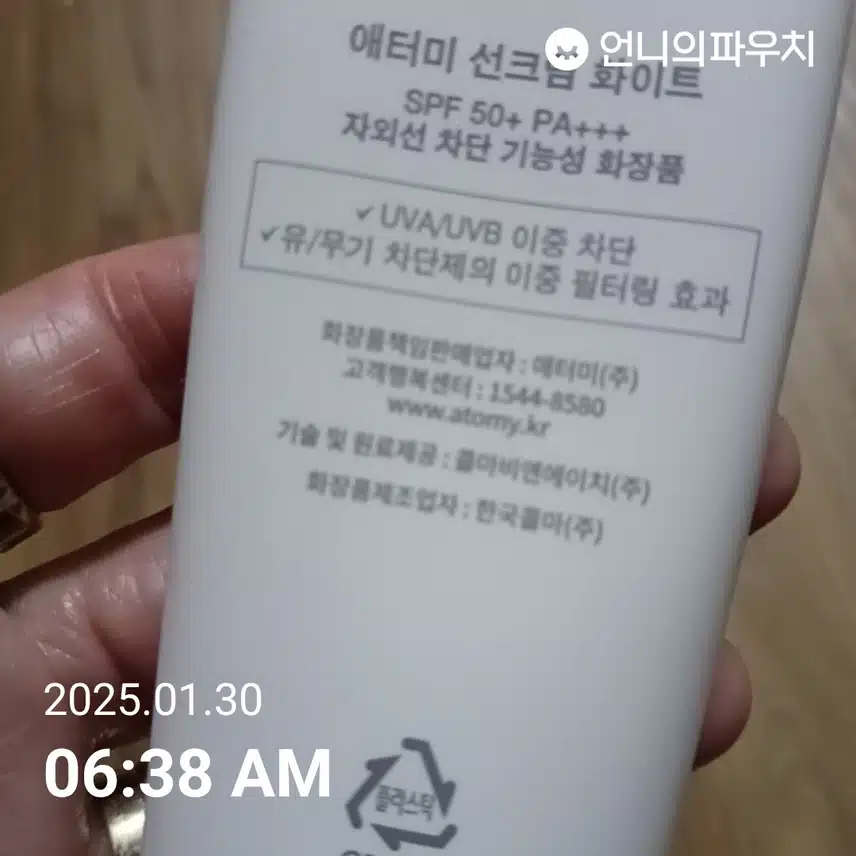 언니의파우치
애터미 선크림 화이트
SPF 50+ PA+++
자외선 차단 기능성 화장품
✓UVA/UVB 이중 차단
✓유/무기 차단제의 이중 필터링 효과
화장품책임판매업자 : 애터미(주)
고객행복센터 : 1544-8580
www.atomy.kr
기술 및 원료제공 : 콜마비앤에이치(주)
화장품제조업자 : 한국콜마(주)
2025.01.30
06:38 AM
플라스틱